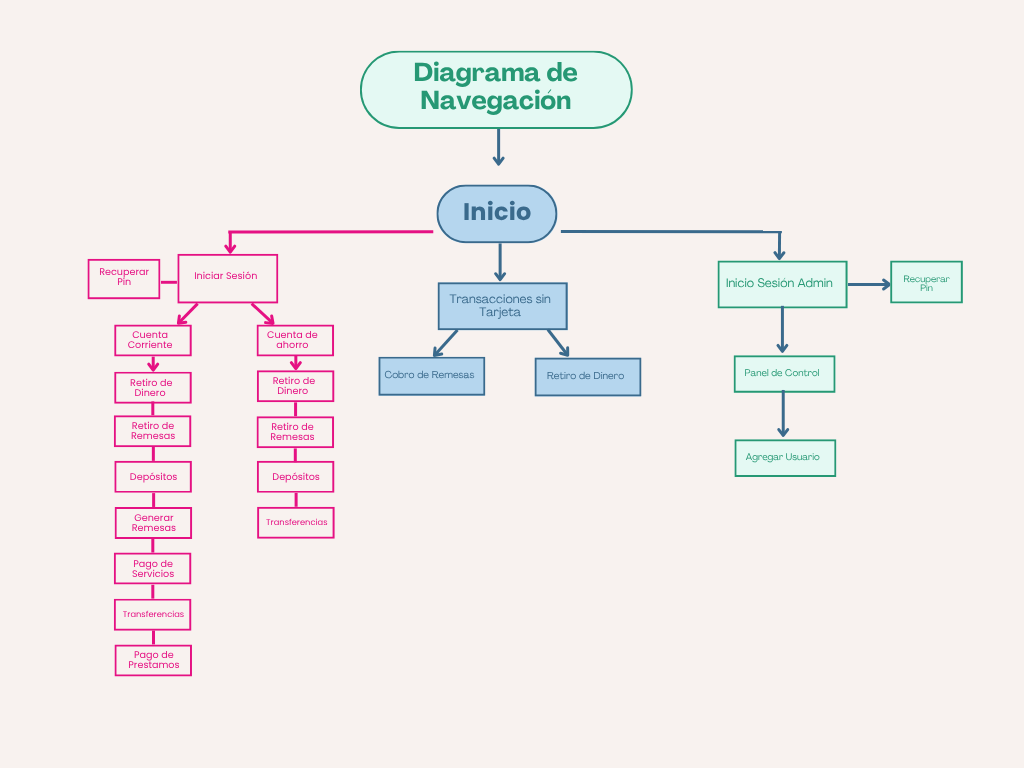 Diagrama de
Navegación
Inicio
Recuperar
Pin
Iniciar Sesión
Cuenta
Corriente
Retiro de
Dinero
Retiro de
Remesas
Depósitos
Generar
Remesas
Pago de
Servicios
Transferencias
Pago de
Prestamos
Cuenta de
ahorro
Retiro de
Dinero
Retiro de
Remesas
Depósitos
Transferencias
Transacciones sin
Tarjeta
Cobro de Remesas
Retiro de Dinero
Inicio Sesión Admin
Recuperar
Pin
Panel de Control
Agregar Usuario